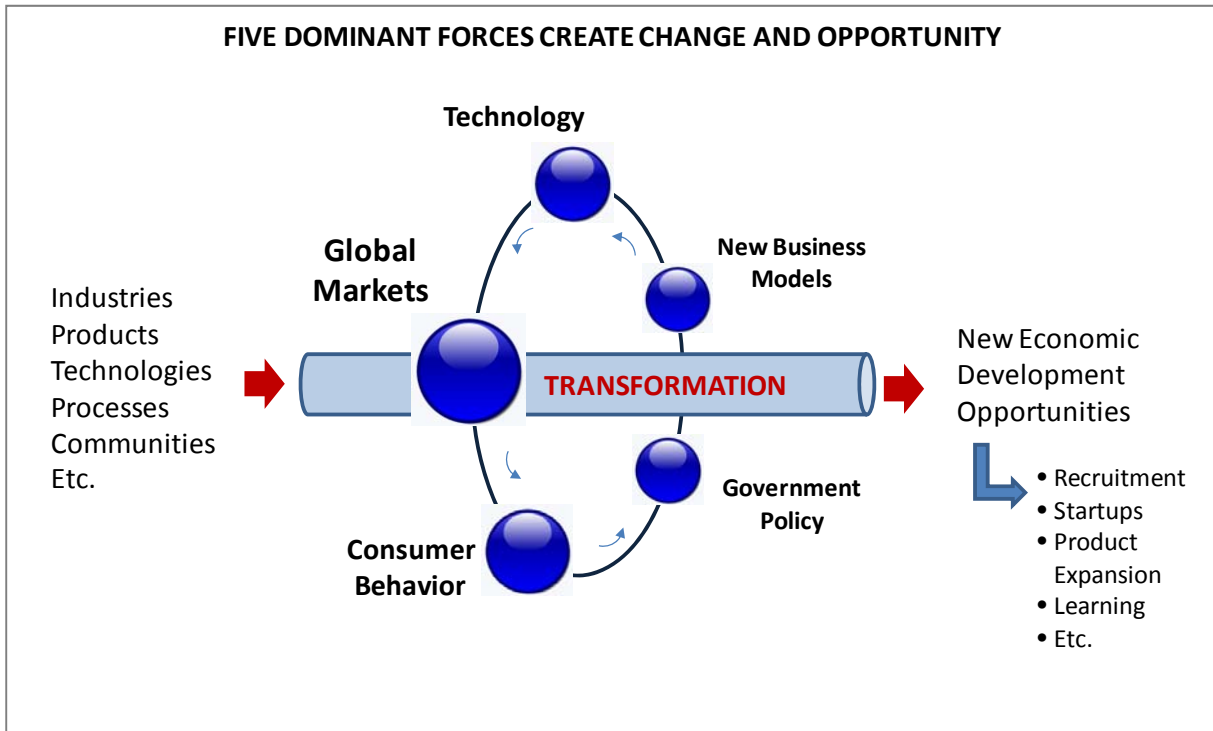 FIVE DOMINANT FORCES CREATE CHANGE AND OPPORTUNITY
Technology
Global
Markets
New Business
Models
Industries
Products
Technologies
Processes
Communities
Etc.
TRANSFORMATION
New Economic
Development
Opportunities
Consumer
Behavior
Government
Policy
• Recruitment
• Startups
• Product
Expansion
• Learning
• Etc.